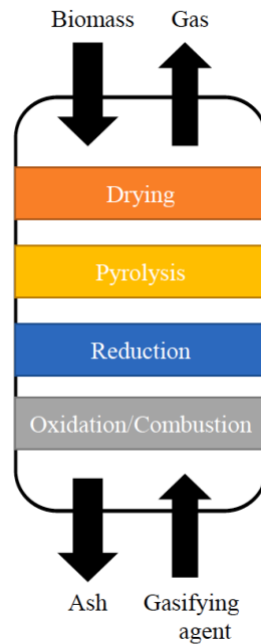 Biomass Gas
Drying
Pyrolysis
Reduction
Oxidation/Combustion
Ash Gasifying
agent